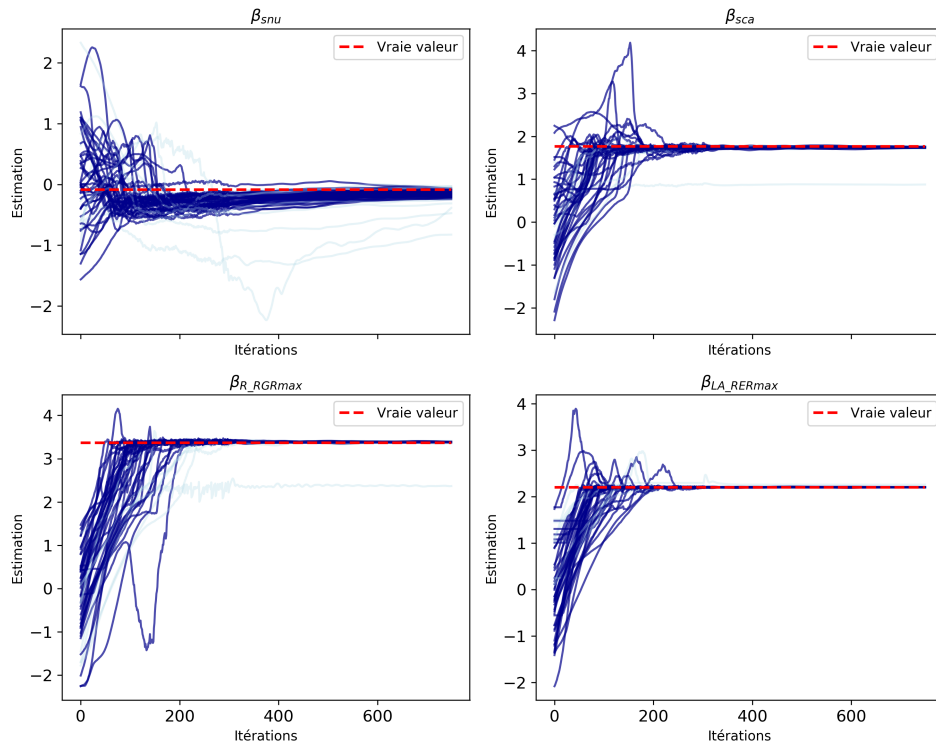 β_snu
Vraie valeur
Estimation
2
1
0
−1
−2
Itérations
β_sca
Vraie valeur
Estimation
4
3
2
1
0
−1
−2
Itérations
β_R_RGRmax
Vraie valeur
Estimation
4
3
2
1
0
−1
−2
0 200 400 600
Itérations
β_LA_RERmax
Vraie valeur
Estimation
4
3
2
1
0
−1
−2
0 200 400 600
Itérations